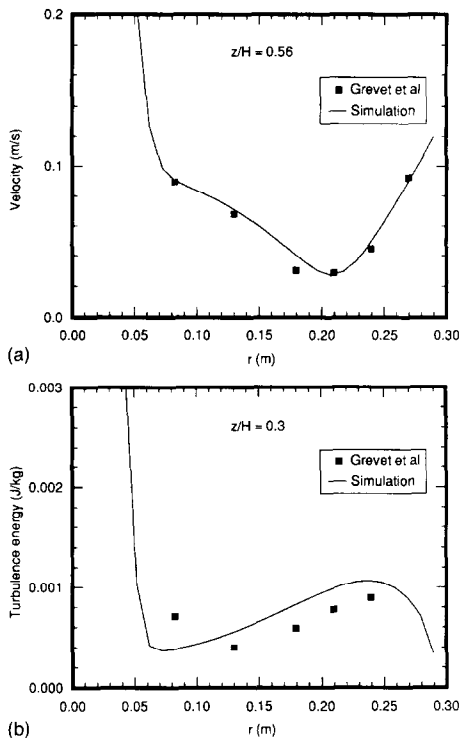 0.2
z/H = 0.56
Grevet et al
Simulation
Velocity (m/s)
0.1
0.0
0.00 0.05 0.10 0.15 0.20 0.25 0.30
(a)
r (m)
0.003
z/H = 0.3
Grevet et al
Simulation
Turbulence energy (J/kg)
0.002
0.001
0.000
0.00 0.05 0.10 0.15 0.20 0.25 0.30
(b)
r (m)